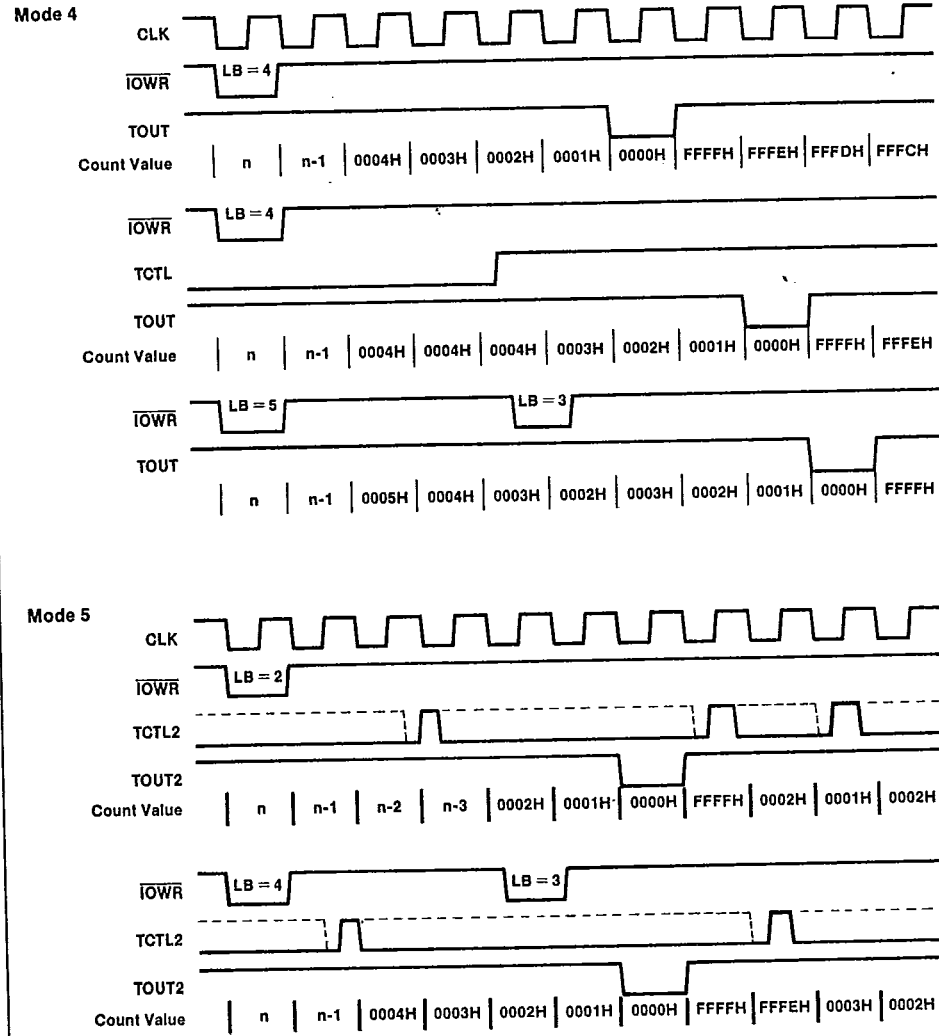 Mode 4
CLK
IOWR LB = 4
TOUT
Count Value n n-1 0004H 0003H 0002H 0001H 0000H FFFFH FFFEH FFFDH FFFCH
IOWR LB = 4
TCTL
TOUT
Count Value n n-1 0004H 0004H 0004H 0003H 0002H 0001H 0000H FFFFH FFFEH
IOWR LB = 5 LB = 3
TOUT
n n-1 0005H 0004H 0003H 0002H 0003H 0002H 0001H 0000H FFFFH
Mode 5
CLK
IOWR LB = 2
TCTL2
TOUT2
Count Value n n-1 n-2 n-3 0002H 0001H 0000H FFFFH 0002H 0001H 0002H
IOWR LB = 4 LB = 3
TCTL2
TOUT2
Count Value n n-1 0004H 0003H 0002H 0001H 0000H FFFFH FFFEH 0003H 0002H